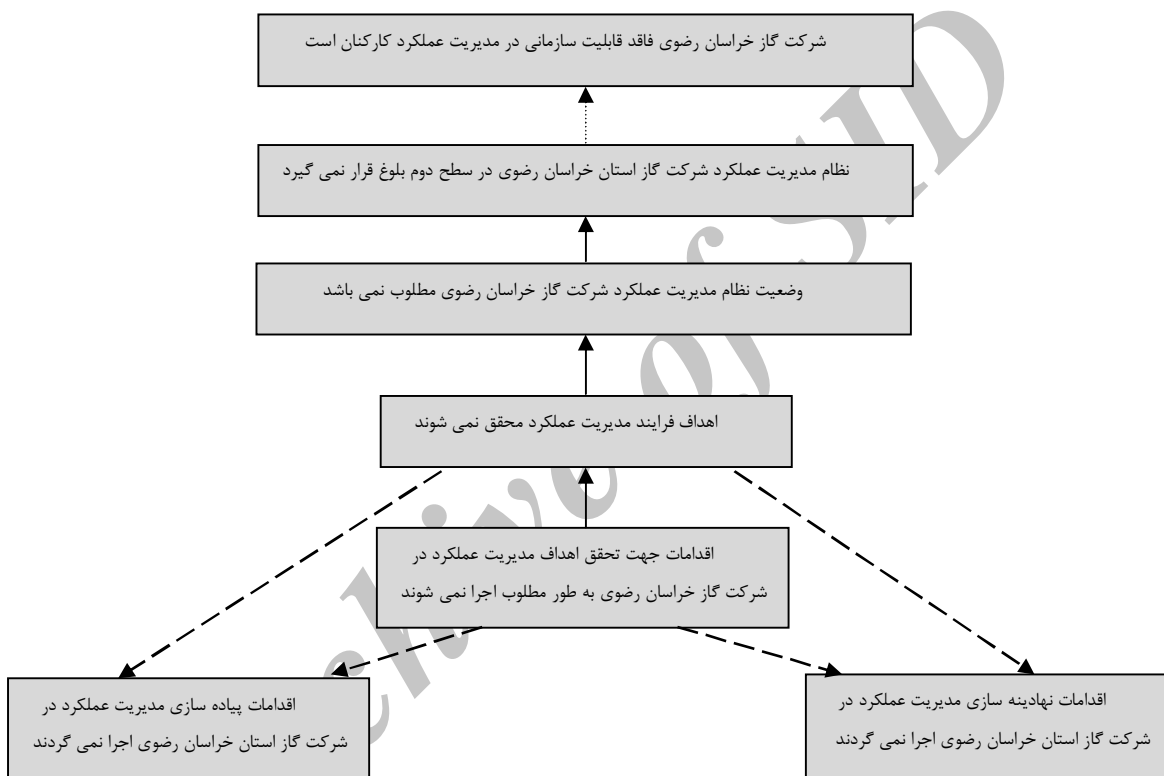 شرکت گاز خراسان رضوی فاقد قابلیت سازمانی در مدیریت عملکرد کارکنان است
نظام مدیریت عملکرد شرکت گاز استان خراسان رضوی در سطح دوم بلوغ قرار نمی گیرد
وضعیت نظام مدیریت عملکرد شرکت گاز خراسان رضوی مطلوب نمی باشد
اهداف فرایند مدیریت عملکرد محقق نمی شوند
اقدامات جهت تحقق اهداف مدیریت عملکرد در
شرکت گاز خراسان رضوی به طور مطلوب اجرا نمی شوند
اقدامات نهادینه سازی مدیریت عملکرد در
شرکت گاز استان خراسان رضوی اجرا نمی گردند
اقدامات پیاده سازی مدیریت عملکرد در
شرکت گاز استان خراسان رضوی اجرا نمی گردند
chive of SID